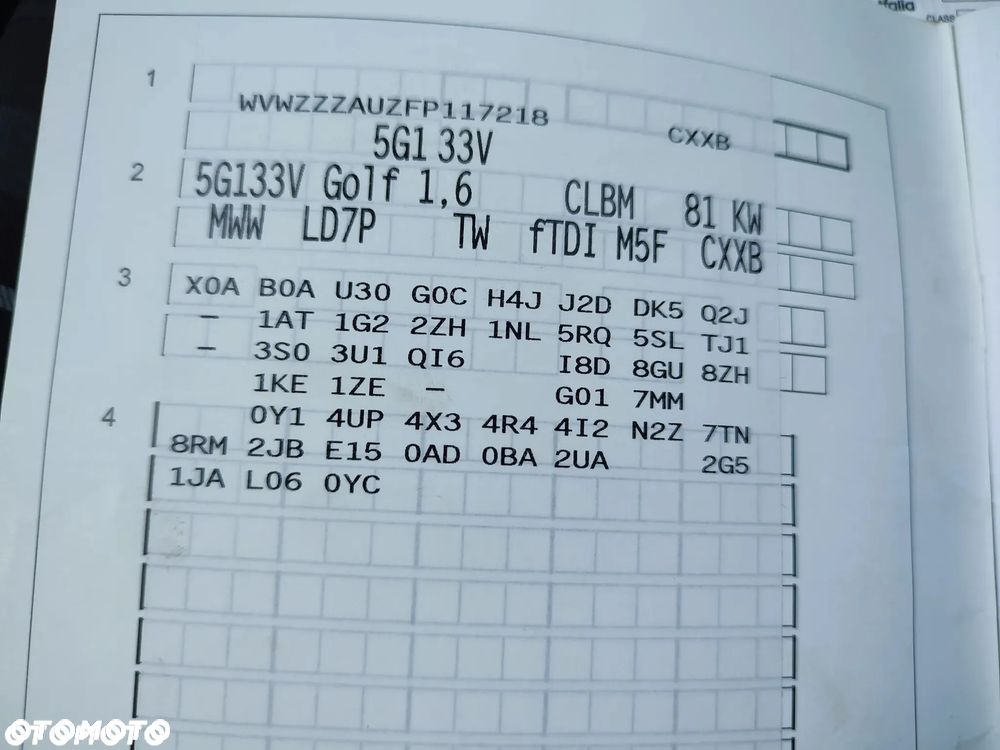 falia
CLASS
1
WVWZZZAUZFP117218 CXXB
5G1 33V
2
5G133V Golf 1,6 CLBM 81 KW
MWW LD7P TW fTDI M5F CXXB
3
X0A B0A U30 G0C H4J J2D DK5 Q2J
– 1AT 1G2 2ZH 1NL 5RQ 5SL TJ1
– 3S0 3U1 QI6 I8D 8GU 8ZH
1KE 1ZE – G01 7MM
4
0Y1 4UP 4X3 4R4 4I2 N2Z 7TN
8RM 2JB E15 0AD 0BA 2UA 2G5
1JA L06 0YC
OTOMOTO